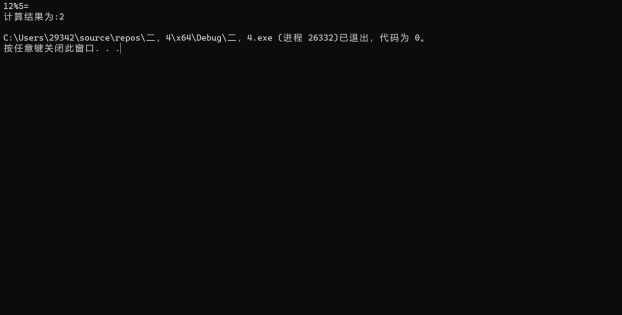 12%5=
计算结果为:2
C:\Users\29342\source\repos\二, 4\x64\Debug\二, 4.exe (进程 26332)已退出，代码为 0。
按任意键关闭此窗口. . .